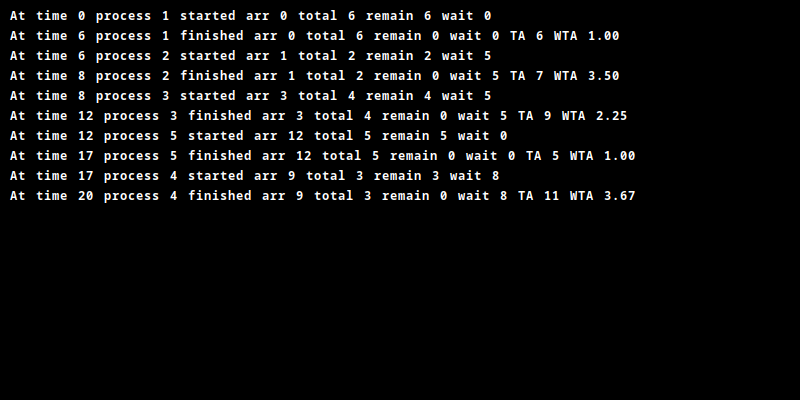 At time 0 process 1 started arr 0 total 6 remain 6 wait 0
At time 6 process 1 finished arr 0 total 6 remain 0 wait 0 TA 6 WTA 1.00
At time 6 process 2 started arr 1 total 2 remain 2 wait 5
At time 8 process 2 finished arr 1 total 2 remain 0 wait 5 TA 7 WTA 3.50
At time 8 process 3 started arr 3 total 4 remain 4 wait 5
At time 12 process 3 finished arr 3 total 4 remain 0 wait 5 TA 9 WTA 2.25
At time 12 process 5 started arr 12 total 5 remain 5 wait 0
At time 17 process 5 finished arr 12 total 5 remain 0 wait 0 TA 5 WTA 1.00
At time 17 process 4 started arr 9 total 3 remain 3 wait 8
At time 20 process 4 finished arr 9 total 3 remain 0 wait 8 TA 11 WTA 3.67